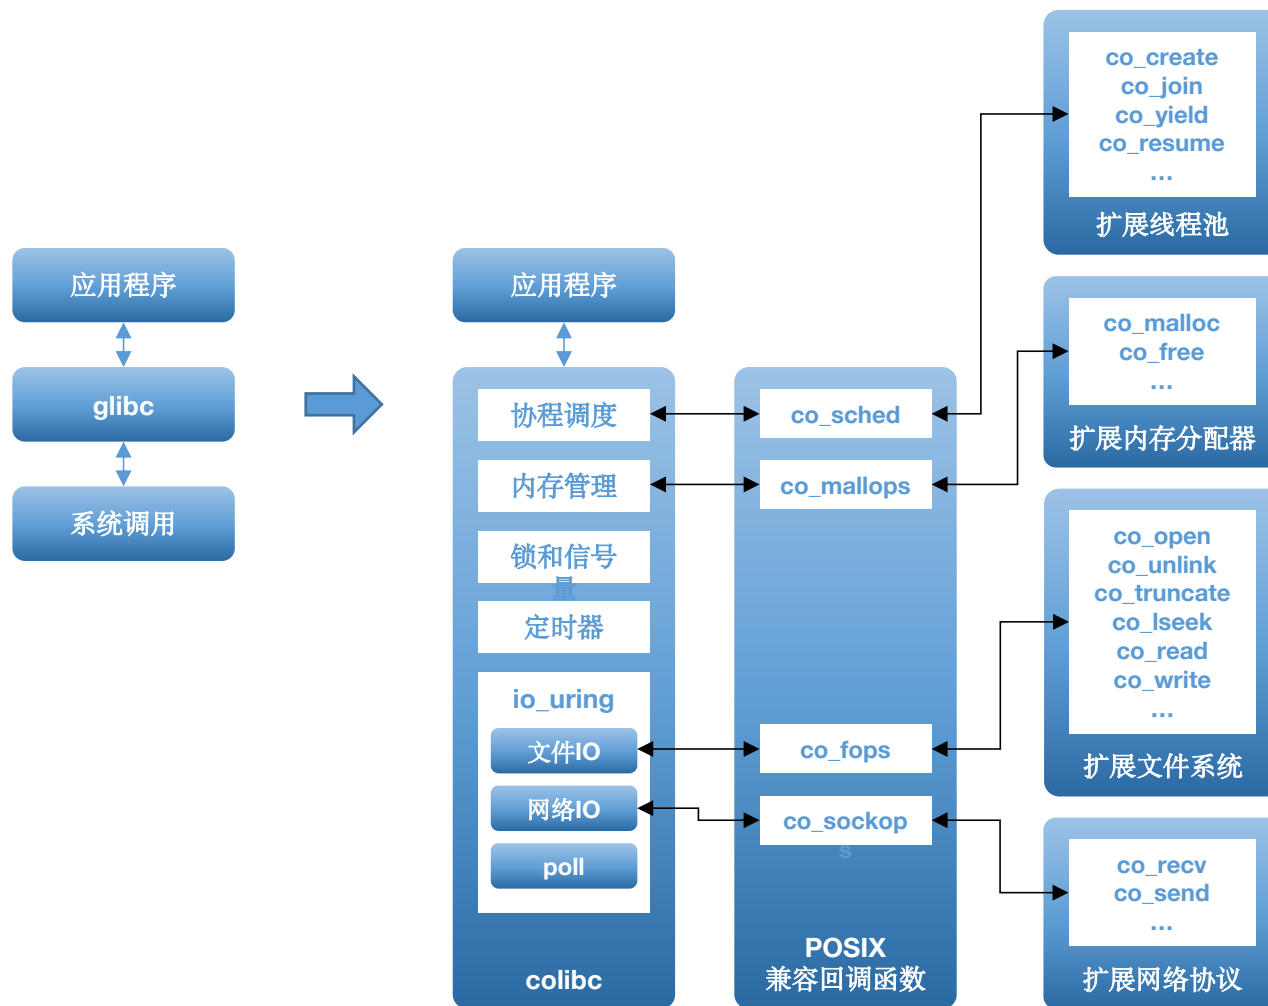 应用程序
glibc
系统调用
应用程序
协程调度
内存管理
锁和信号
量
定时器
io_uring
文件IO
网络IO
poll
colibc
co_sched
co_mallops
co_fops
co_sockop
s
POSIX
兼容回调函数
co_create
co_join
co_yield
co_resume
...
扩展线程池
co_malloc
co_free
...
扩展内存分配器
co_open
co_unlink
co_truncate
co_lseek
co_read
co_write
...
扩展文件系统
co_recv
co_send
...
扩展网络协议